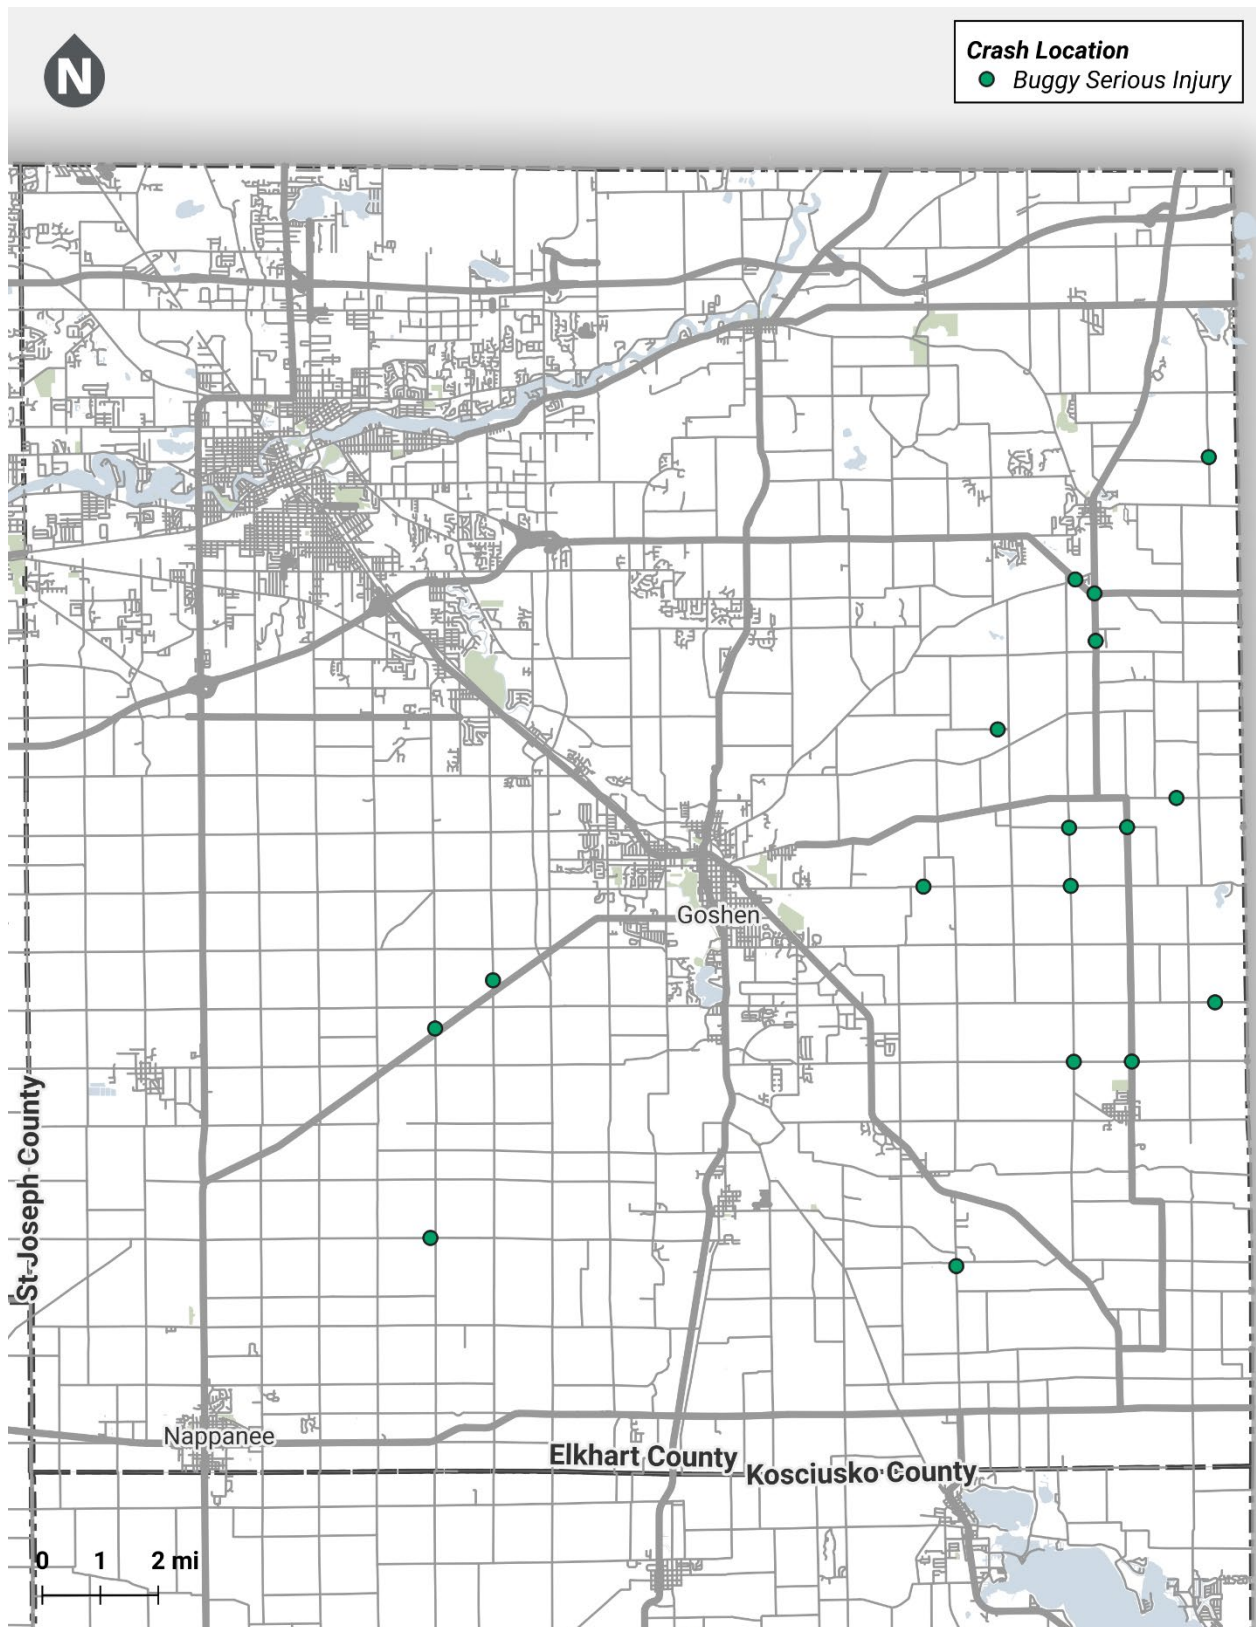 N
Crash Location
Buggy Serious Injury
Goshen
St Joseph County
Nappanee
Elkhart County
Kosciusko County
0 1 2 mi